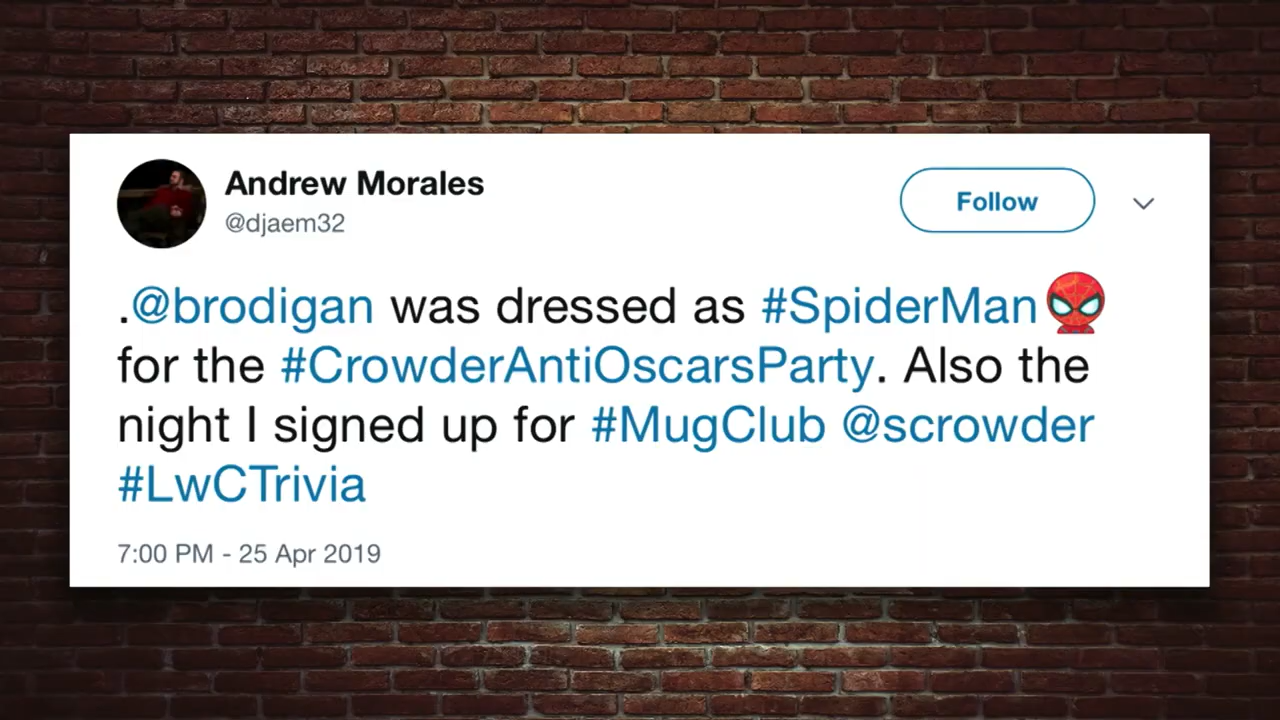 Andrew Morales
@djaem32
Follow
.@brodigan was dressed as #SpiderMan
for the #CrowderAntiOscarsParty. Also the
night I signed up for #MugClub @scrowder
#LwCTrivia
7:00 PM - 25 Apr 2019